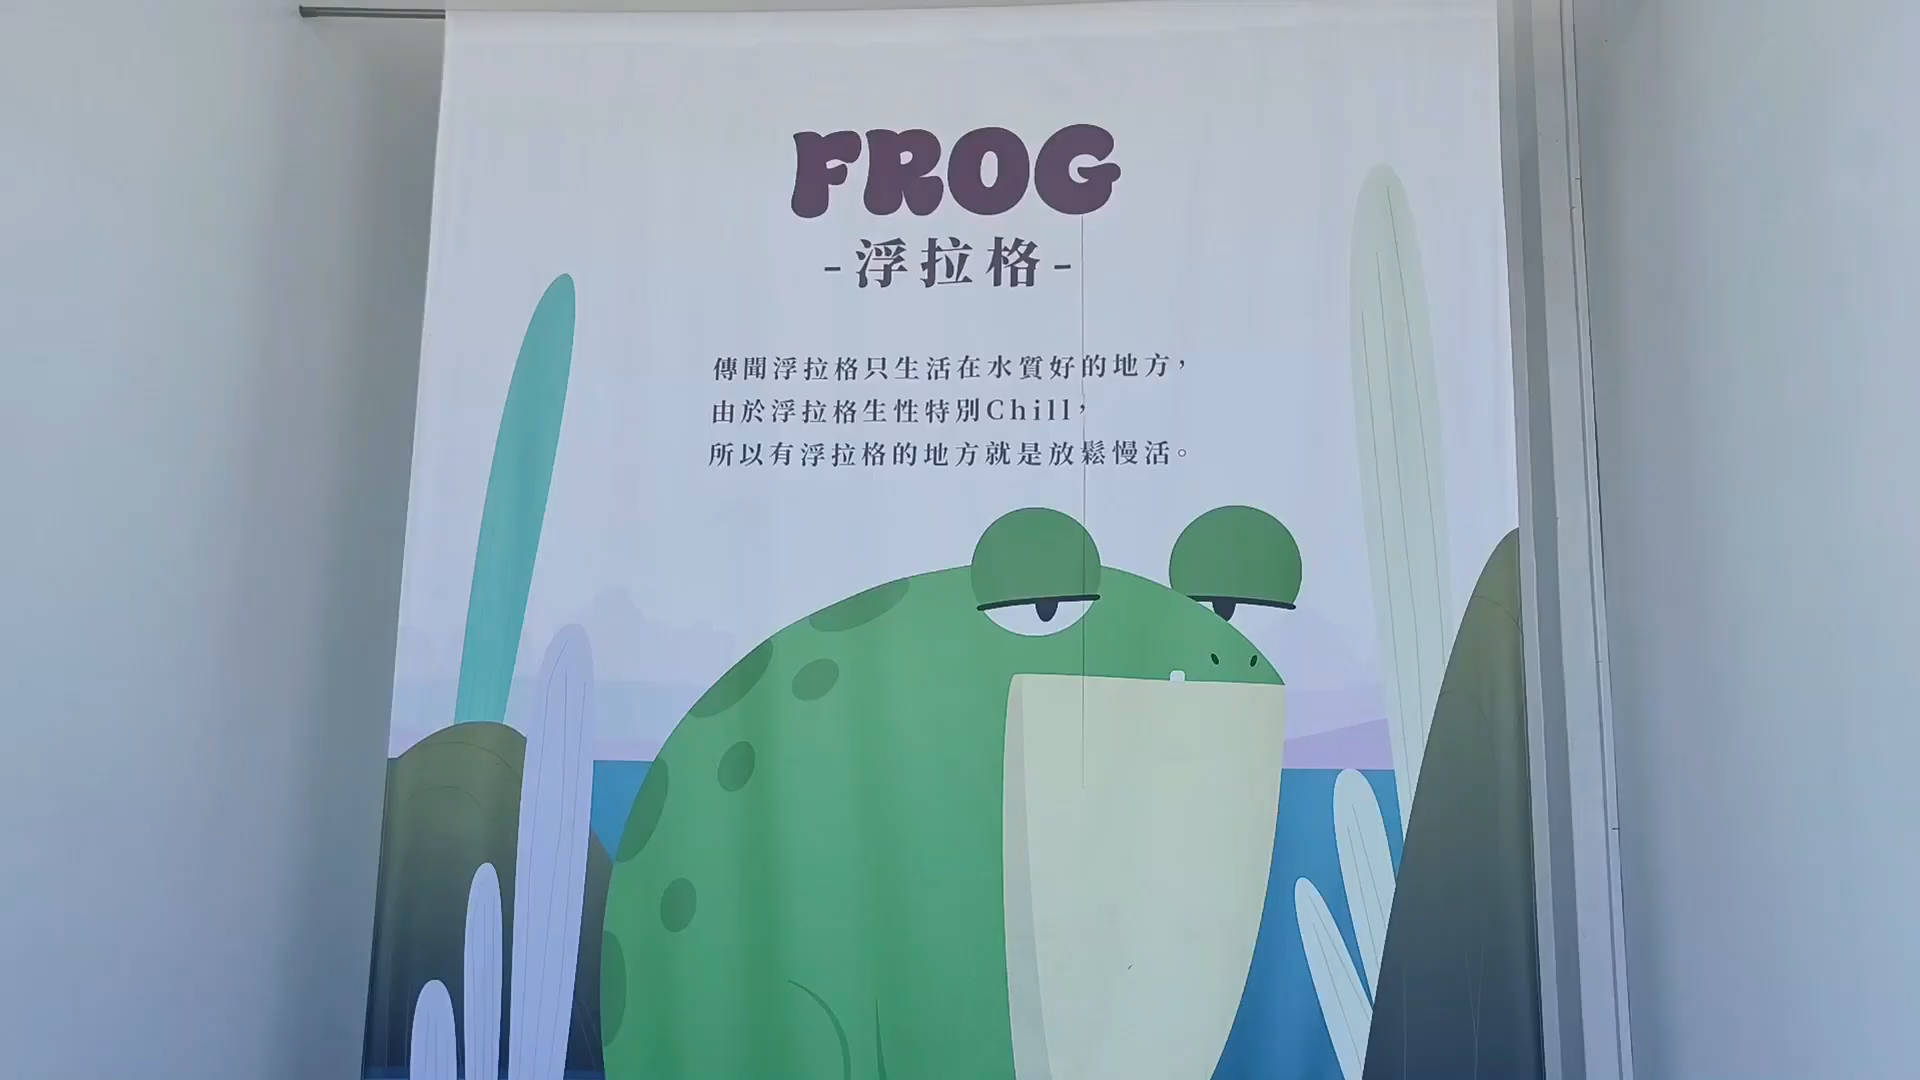 FROG
-浮拉格-
傳聞浮拉格只生活在水質好的地方，
由於浮拉格生性特別Chill，
所以有浮拉格的地方就是放鬆慢活。